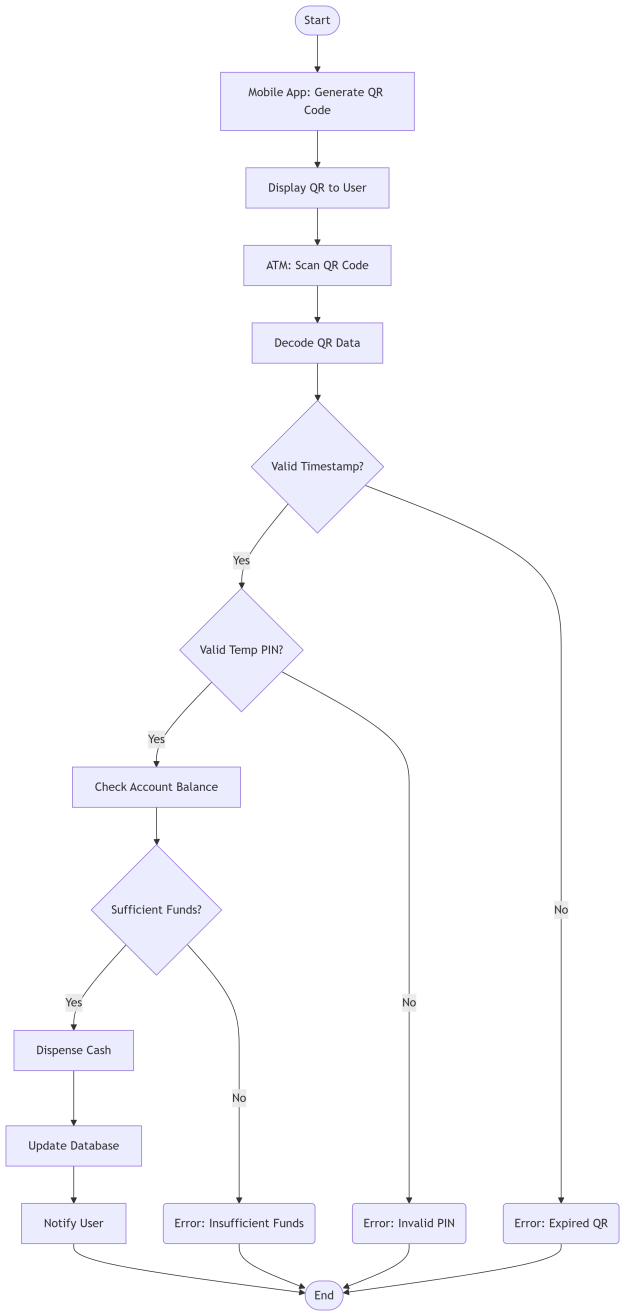 Start
Mobile App: Generate QR
Code
Display QR to User
ATM: Scan QR Code
Decode QR Data
Valid Timestamp?
Yes
Valid Temp PIN?
Yes
Check Account Balance
Sufficient Funds?
No
Yes
No
Dispense Cash
No
Update Database
Notify User
Error: Insufficient Funds
Error: Invalid PIN
Error: Expired QR
End